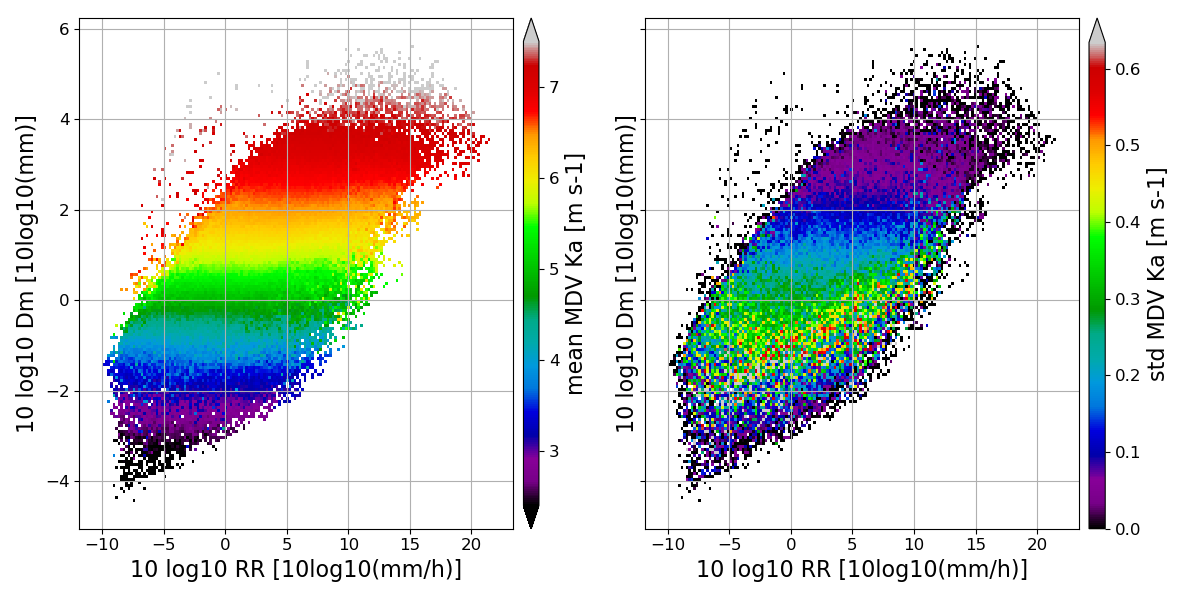 6
4
2
0
−2
−4
10 log10 Dm [10log10(mm)]
−10 −5 0 5 10 15 20
10 log10 RR [10log10(mm/h)]
7
6
5
4
3
mean MDV Ka [m s-1]
10 log10 Dm [10log10(mm)]
−10 −5 0 5 10 15 20
10 log10 RR [10log10(mm/h)]
0.6
0.5
0.4
0.3
0.2
0.1
0.0
std MDV Ka [m s-1]